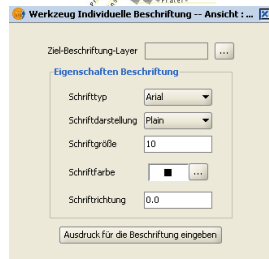 Werkzeug Individuelle Beschriftung -- Ansicht : ...
Ziel-Beschriftung-Layer ...
Eigenschaften Beschriftung
Schrifttyp Arial
Schriftdarstellung Plain
Schriftgröße 10
Schriftfarbe ...
Schriftrichtung 0.0
Ausdruck für die Beschriftung eingeben